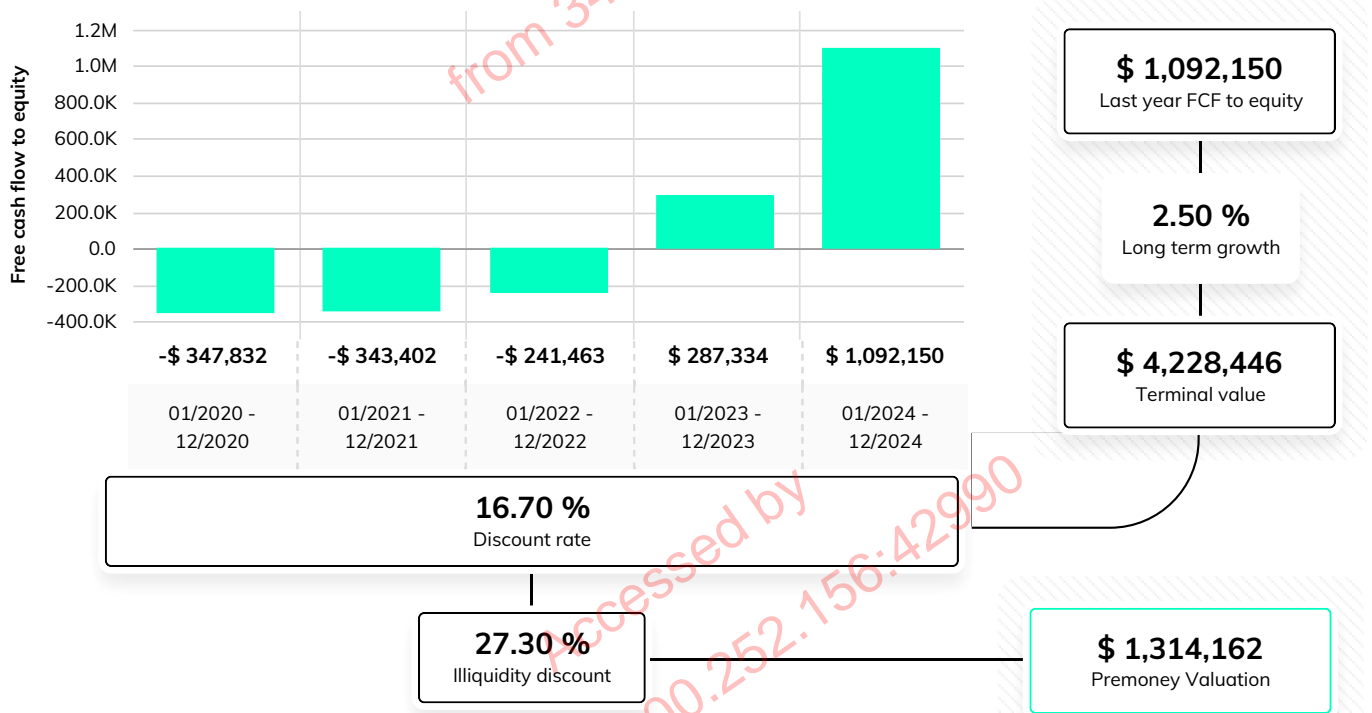 from 34
Free cash flow to equity
1.2M
1.0M
800.0K
600.0K
400.0K
200.0K
0.0
-200.0K
-400.0K
-$ 347,832
-$ 343,402
-$ 241,463
$ 287,334
$ 1,092,150
01/2020 -
12/2020
01/2021 -
12/2021
01/2022 -
12/2022
01/2023 -
12/2023
01/2024 -
12/2024
$ 1,092,150
Last year FCF to equity
2.50 %
Long term growth
$ 4,228,446
Terminal value
16.70 %
Discount rate
27.30 %
Illiquidity discount
$ 1,314,162
Premoney Valuation
Accessed by
00.252.156:42990